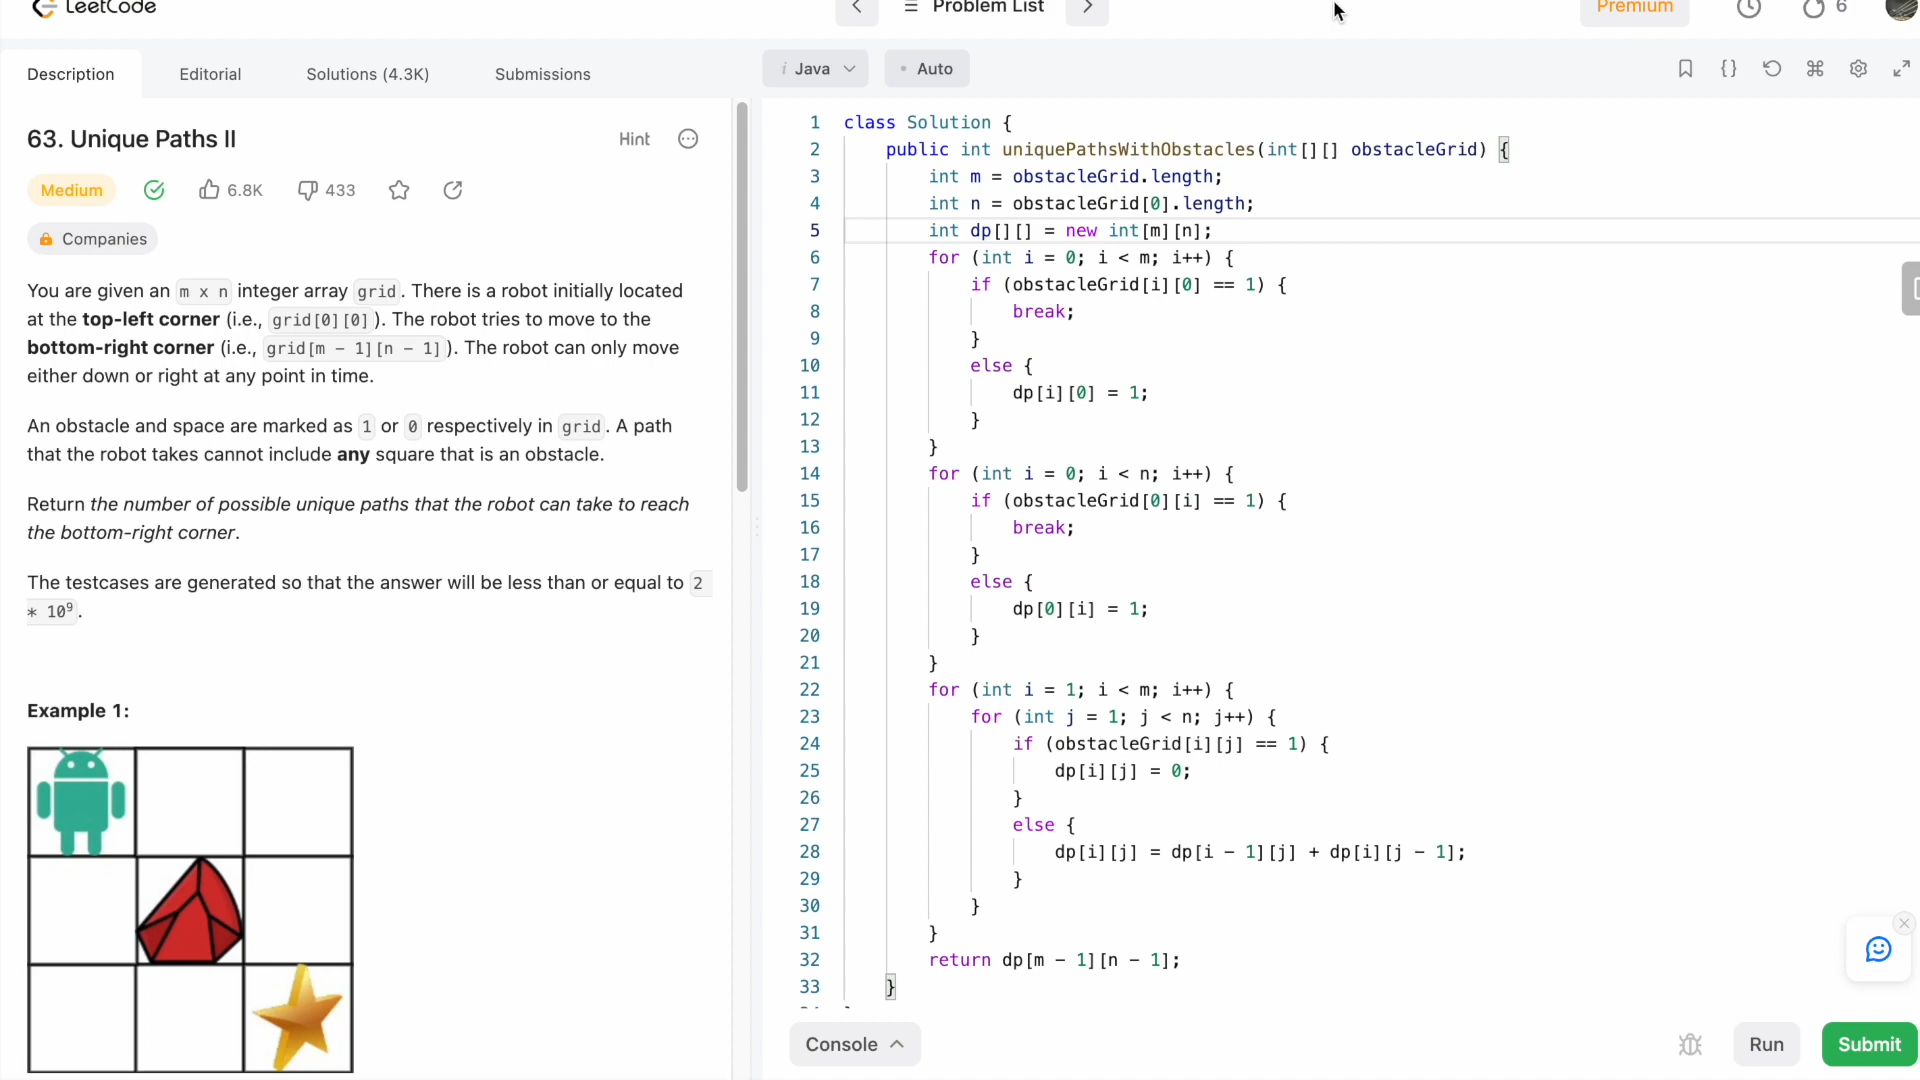 LeetCode
Problem List
Premium
6
Description
Editorial
Solutions (4.3K)
Submissions
63. Unique Paths II
Hint
Medium
6.8K
433
Companies
You are given an m x n integer array grid. There is a robot initially located
at the top-left corner (i.e., grid[0][0]). The robot tries to move to the
bottom-right corner (i.e., grid[m - 1][n - 1]). The robot can only move
either down or right at any point in time.
An obstacle and space are marked as 1 or 0 respectively in grid. A path
that the robot takes cannot include any square that is an obstacle.
Return the number of possible unique paths that the robot can take to reach
the bottom-right corner.
The testcases are generated so that the answer will be less than or equal to 2
* 10⁹.
Example 1:
i Java
• Auto
{}
1 class Solution {
2 public int uniquePathsWithObstacles(int[][] obstacleGrid) {
3 int m = obstacleGrid.length;
4 int n = obstacleGrid[0].length;
5 int dp[][] = new int[m][n];
6 for (int i = 0; i < m; i++) {
7 if (obstacleGrid[i][0] == 1) {
8 break;
9 }
10 else {
11 dp[i][0] = 1;
12 }
13 }
14 for (int i = 0; i < n; i++) {
15 if (obstacleGrid[0][i] == 1) {
16 break;
17 }
18 else {
19 dp[0][i] = 1;
20 }
21 }
22 for (int i = 1; i < m; i++) {
23 for (int j = 1; j < n; j++) {
24 if (obstacleGrid[i][j] == 1) {
25 dp[i][j] = 0;
26 }
27 else {
28 dp[i][j] = dp[i - 1][j] + dp[i][j - 1];
29 }
30 }
31 }
32 return dp[m - 1][n - 1];
33 }
Console
Run
Submit